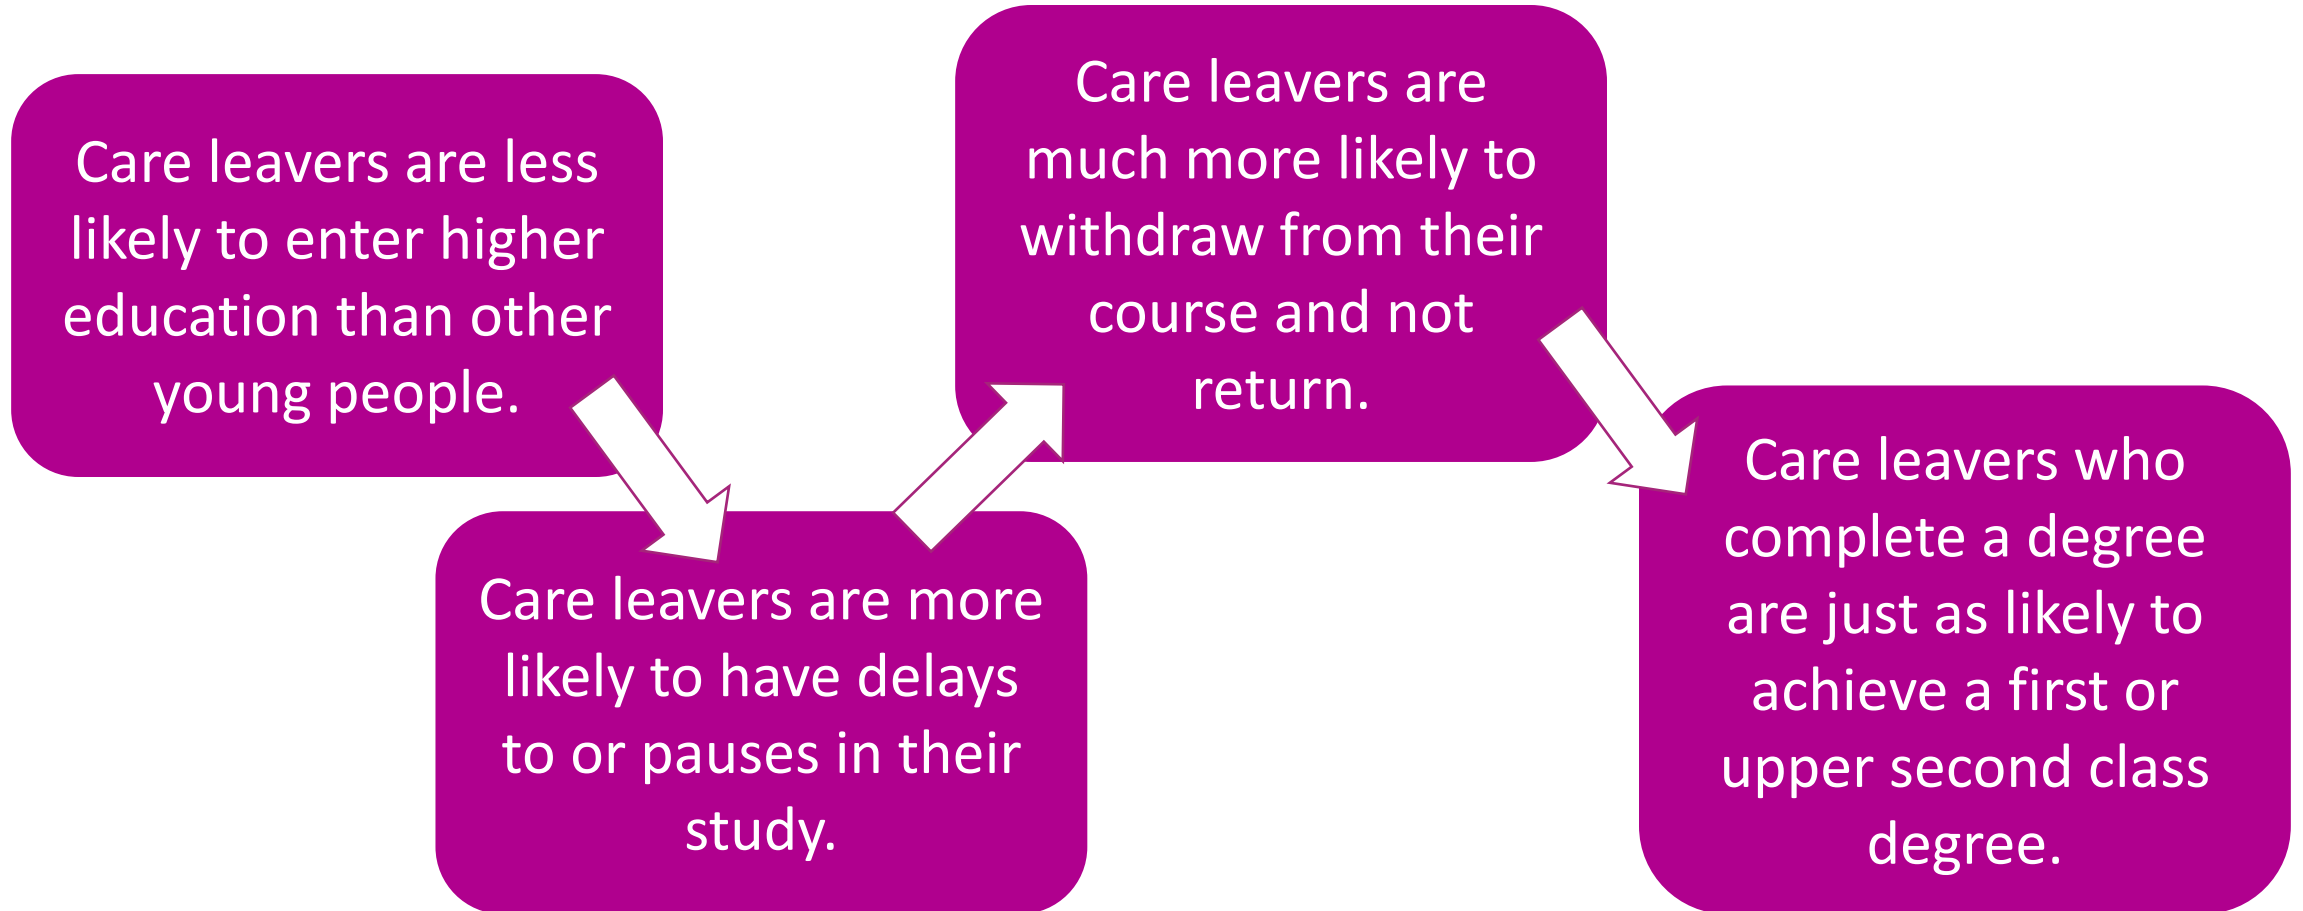 Care leavers are less
likely to enter higher
education than other
young people.
Care leavers are more
likely to have delays
to or pauses in their
study.
Care leavers are
much more likely to
withdraw from their
course and not
return.
Care leavers who
complete a degree
are just as likely to
achieve a first or
upper second class
degree.